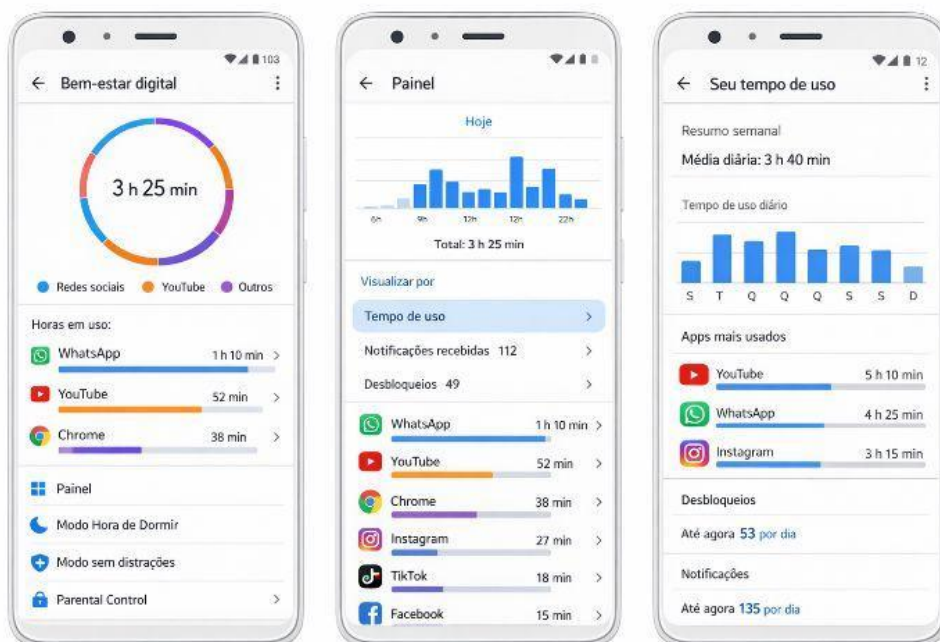 103
Bem-estar digital
3 h 25 min
Redes sociais YouTube Outros
Horas em uso:
WhatsApp 1 h 10 min
YouTube 52 min
Chrome 38 min
Painel
Modo Hora de Dormir
Modo sem distrações
Parental Control
Painel
Hoje
6h 9h 12h 12h 22h
Total: 3 h 25 min
Visualizar por
Tempo de uso
Notificações recebidas 112
Desbloqueios 49
WhatsApp 1 h 10 min
YouTube 52 min
Chrome 38 min
Instagram 27 min
TikTok 18 min
Facebook 15 min
12
Seu tempo de uso
Resumo semanal
Média diária: 3 h 40 min
Tempo de uso diário
S T Q Q Q S S D
Apps mais usados
YouTube 5 h 10 min
WhatsApp 4 h 25 min
Instagram 3 h 15 min
Desbloqueios
Até agora 53 por dia
Notificações
Até agora 135 por dia